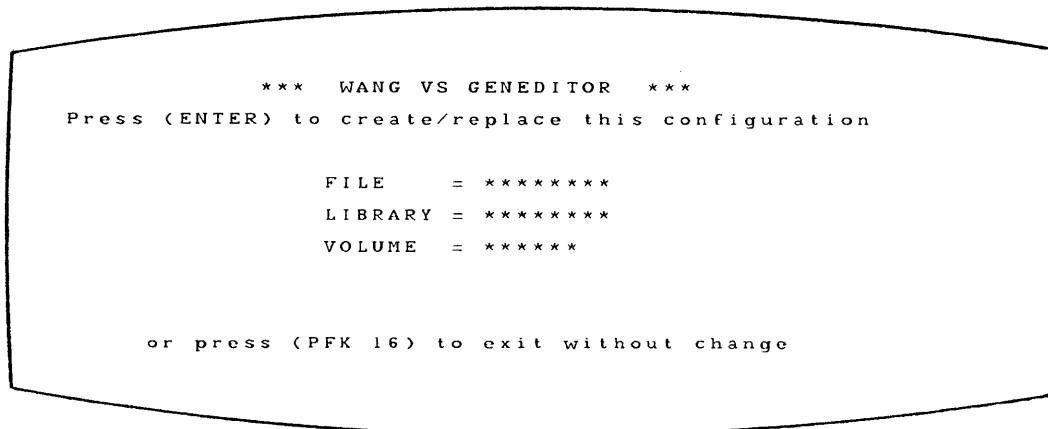 *** WANG VS GENEDITOR ***
Press (ENTER) to create/replace this configuration
FILE = ********
LIBRARY = ********
VOLUME = ******
or press (PFK 16) to exit without change